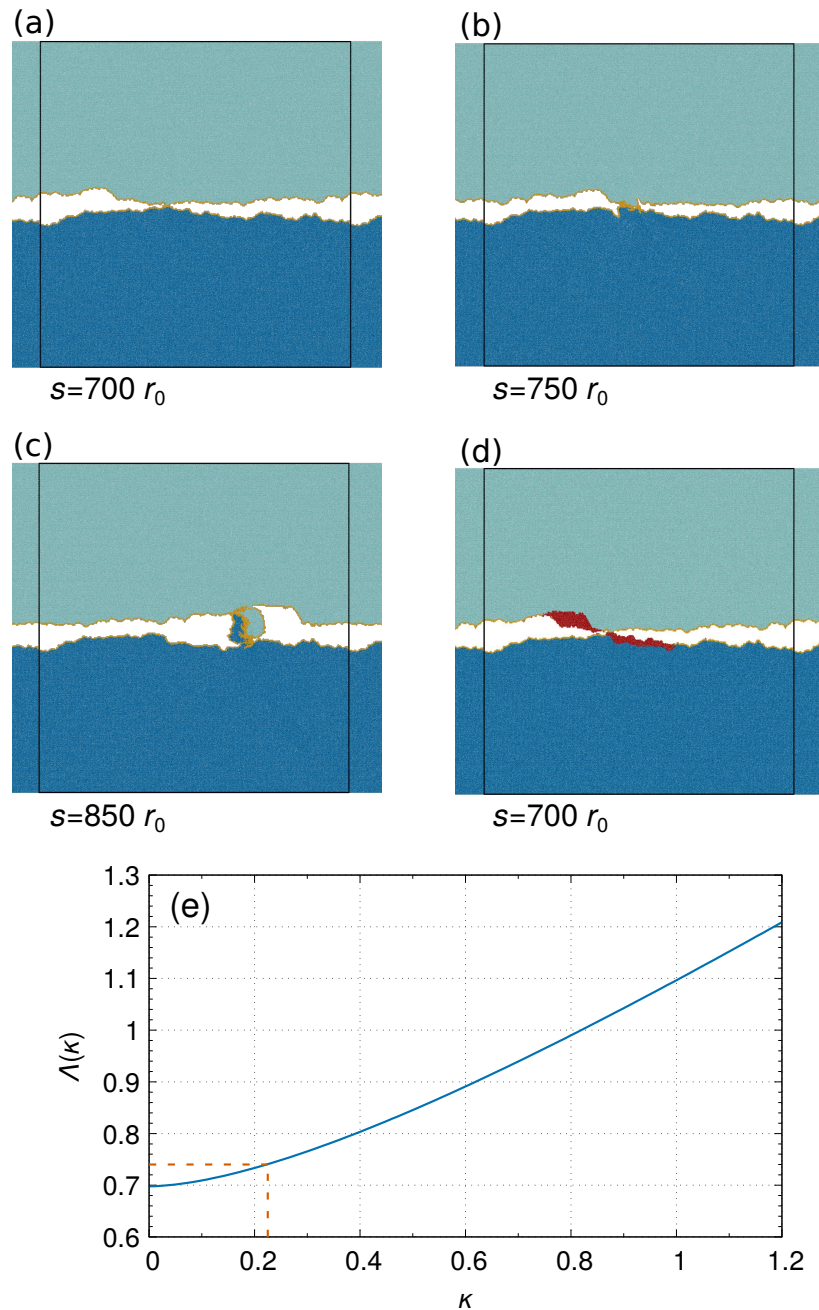 (a)
(b)
s=700 r₀
s=750 r₀
(c)
(d)
s=850 r₀
s=700 r₀
(e)
1.3
1.2
1.1
1
0.9
0.8
0.7
0.6
Λ(κ)
0 0.2 0.4 0.6 0.8 1 1.2
κ